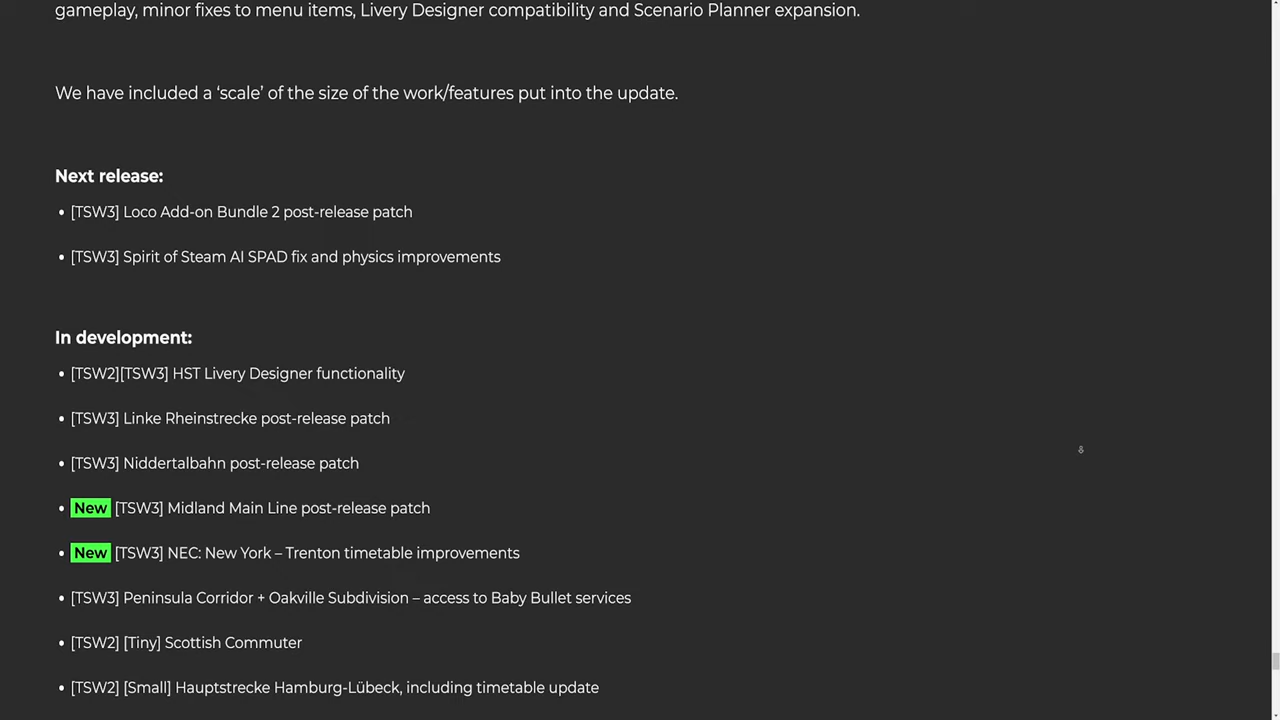 gameplay, minor fixes to menu items, Livery Designer compatibility and Scenario Planner expansion.
We have included a ‘scale’ of the size of the work/features put into the update.
Next release:
• [TSW3] Loco Add-on Bundle 2 post-release patch
• [TSW3] Spirit of Steam AI SPAD fix and physics improvements
In development:
• [TSW2][TSW3] HST Livery Designer functionality
• [TSW3] Linke Rheinstrecke post-release patch
• [TSW3] Niddertalbahn post-release patch
• New [TSW3] Midland Main Line post-release patch
• New [TSW3] NEC: New York – Trenton timetable improvements
• [TSW3] Peninsula Corridor + Oakville Subdivision – access to Baby Bullet services
• [TSW2] [Tiny] Scottish Commuter
• [TSW2] [Small] Hauptstrecke Hamburg-Lübeck, including timetable update